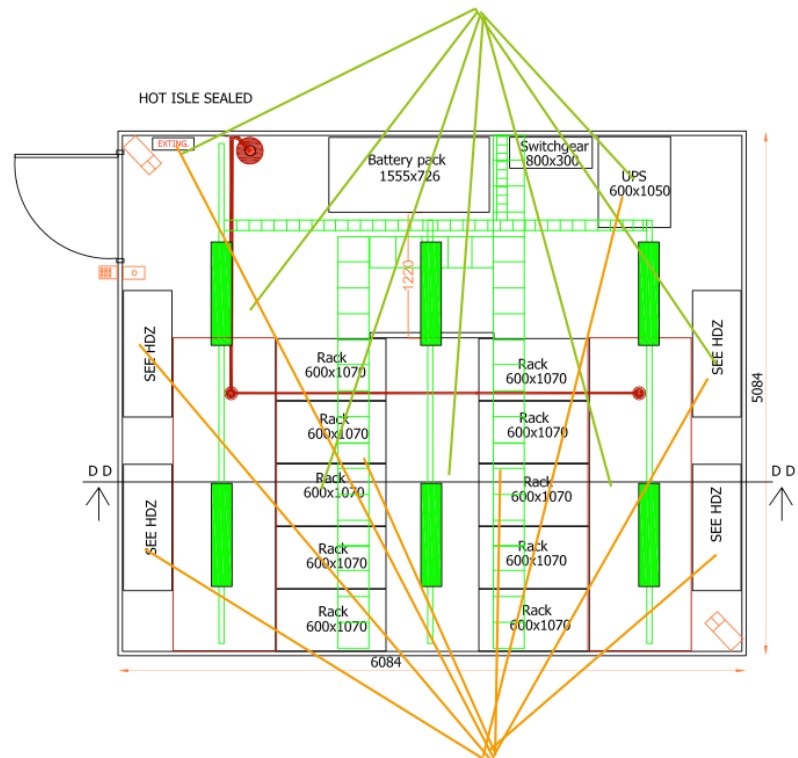 HOT ISLE SEALED
EXTING.
Battery pack
1555x726
Switchgear
800x300
UPS
600x1050
1220
SEE HDZ
SEE HDZ
Rack
600x1070
Rack
600x1070
Rack
600x1070
Rack
600x1070
Rack
600x1070
Rack
600x1070
Rack
600x1070
Rack
600x1070
Rack
600x1070
Rack
600x1070
5084
D D
D D
SEE HDZ
SEE HDZ
6084